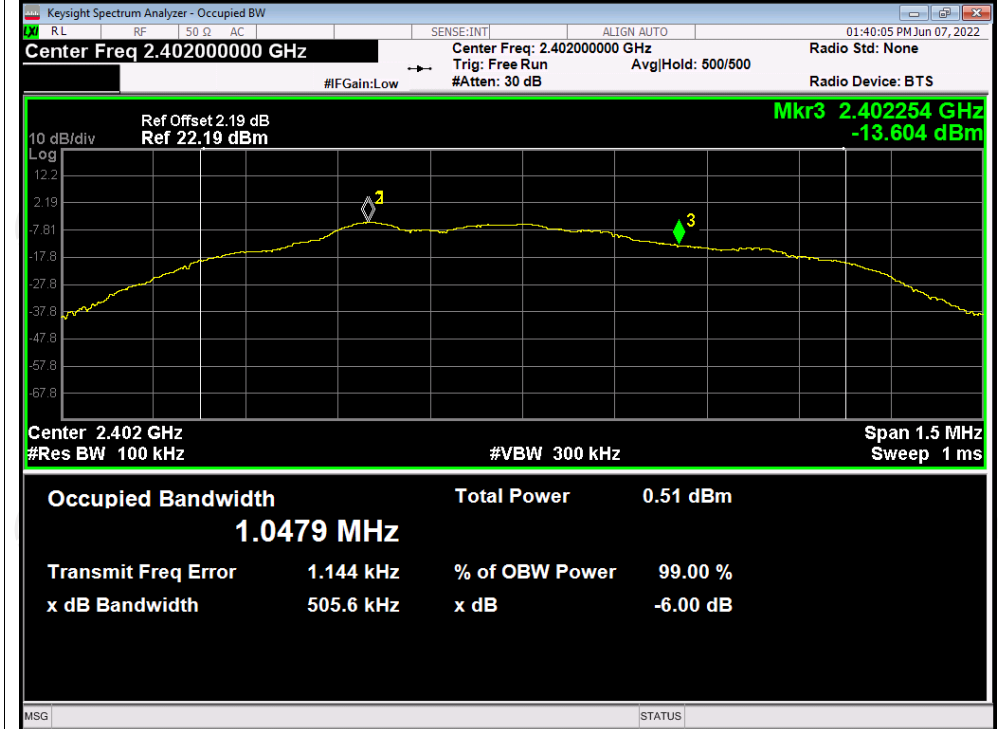 Keysight Spectrum Analyzer - Occupied BW
LXI RL RF 50 Ω AC SENSE:INT ALIGN AUTO 01:40:05 PM Jun 07, 2022
Center Freq 2.402000000 GHz Center Freq: 2.402000000 GHz Radio Std: None
Trig: Free Run Avg|Hold: 500/500
#IFGain:Low #Atten: 30 dB Radio Device: BTS
Mkr3 2.402254 GHz
Ref Offset 2.19 dB -13.604 dBm
10 dB/div Ref 22.19 dBm
Log
12.2
2.19
-7.81
-17.8
-27.8
-37.8
-47.8
-57.8
-67.8
3
Center 2.402 GHz Span 1.5 MHz
#Res BW 100 kHz #VBW 300 kHz Sweep 1 ms
Occupied Bandwidth Total Power 0.51 dBm
1.0479 MHz
Transmit Freq Error 1.144 kHz % of OBW Power 99.00 %
x dB Bandwidth 505.6 kHz x dB -6.00 dB
MSG STATUS